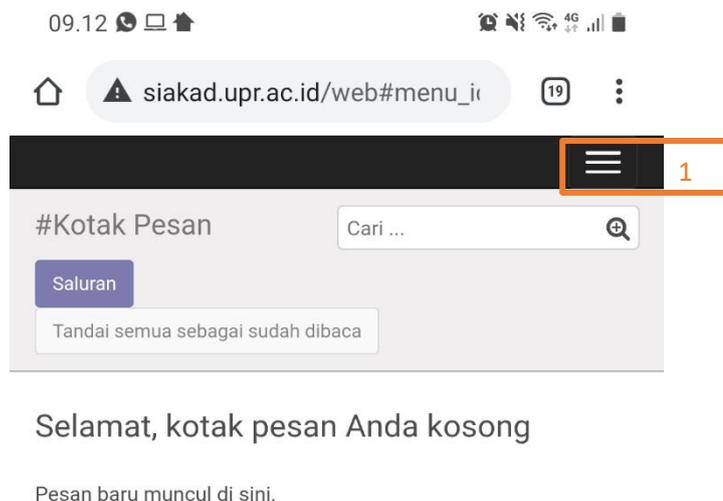 09.12
4G
siakad.upr.ac.id/web#menu_i
19
1
#Kotak Pesan
Cari ...
Saluran
Tandai semua sebagai sudah dibaca
Selamat, kotak pesan Anda kosong
Pesan baru muncul di sini.